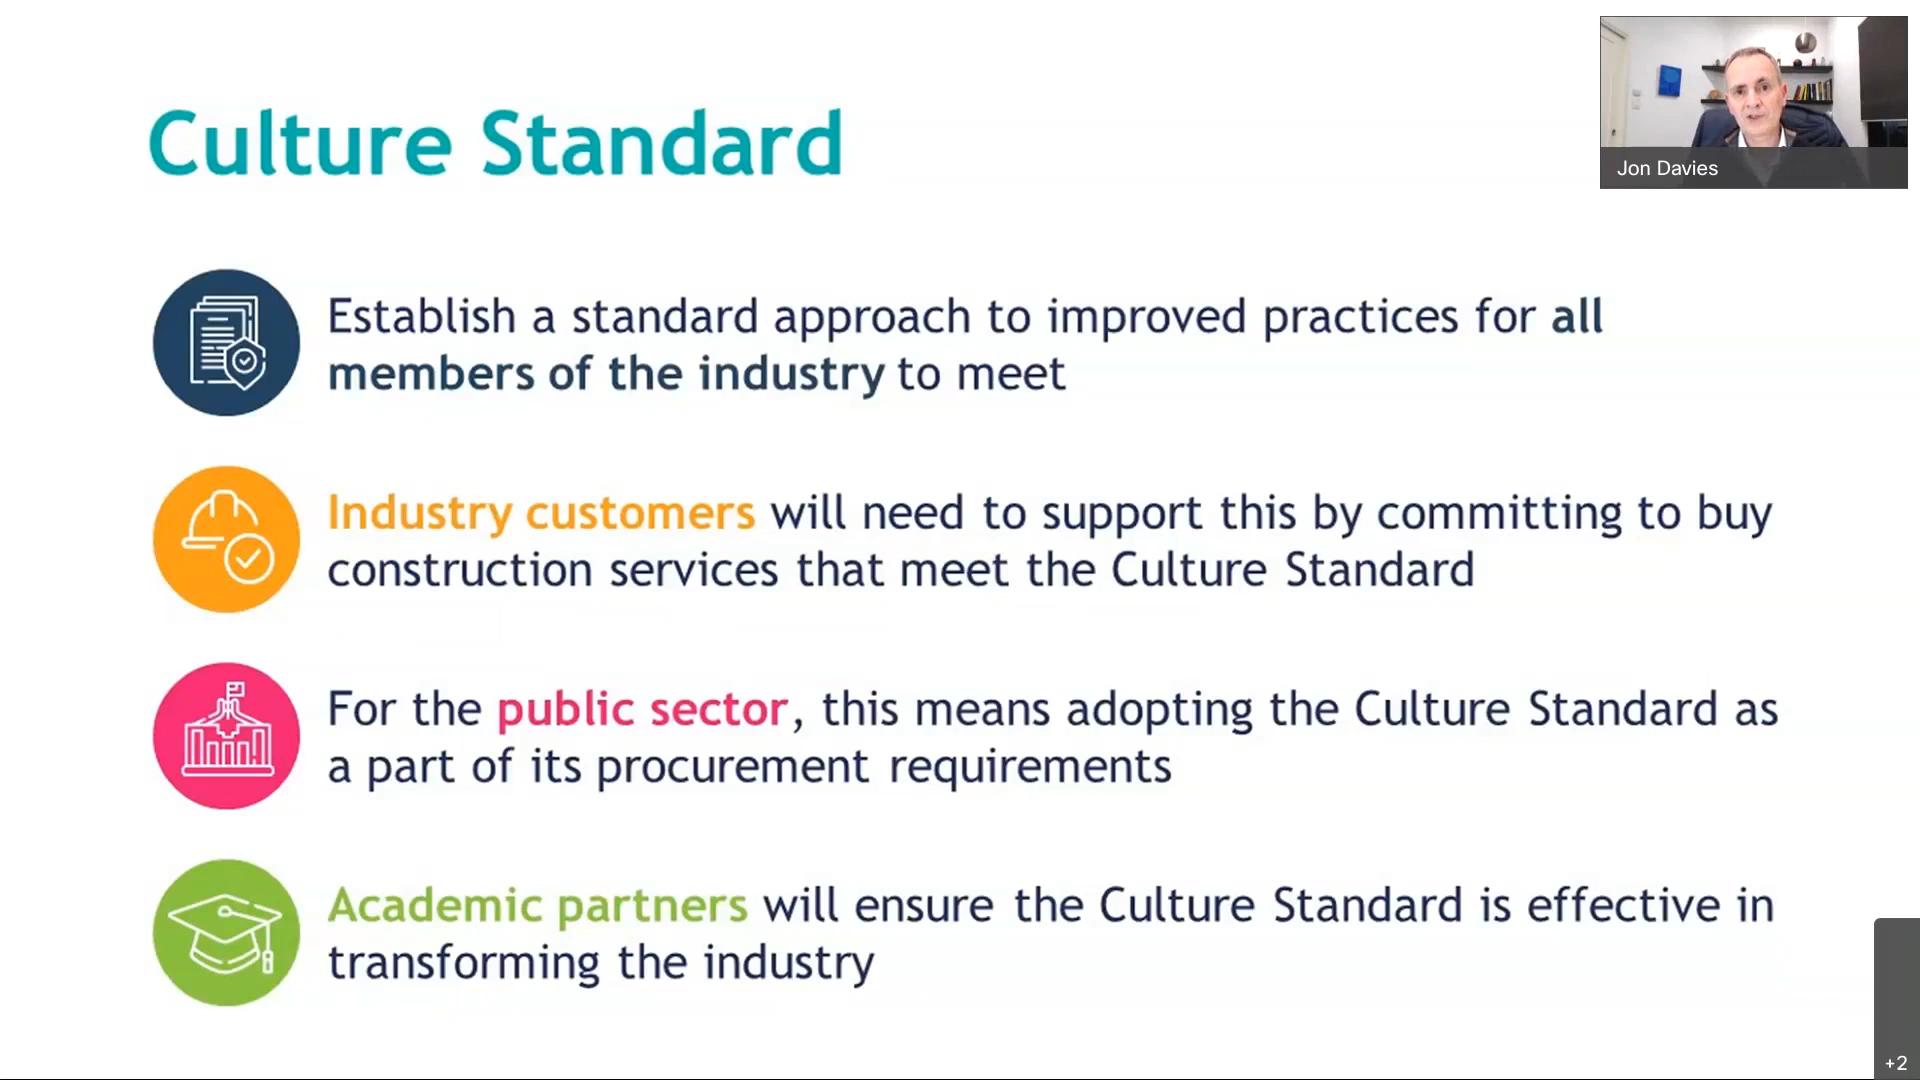 Culture Standard
Jon Davies
Establish a standard approach to improved practices for all
members of the industry to meet
Industry customers will need to support this by committing to buy
construction services that meet the Culture Standard
For the public sector, this means adopting the Culture Standard as
a part of its procurement requirements
Academic partners will ensure the Culture Standard is effective in
transforming the industry
+2